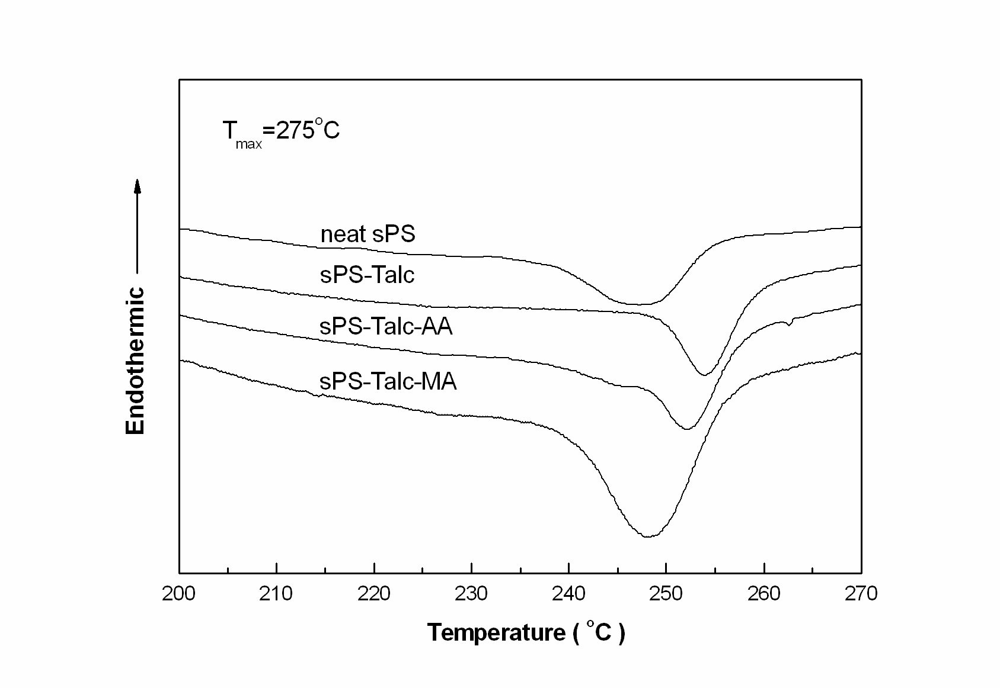 Tmax=275°C
neat sPS
sPS-Talc
sPS-Talc-AA
sPS-Talc-MA
Endothermic
200 210 220 230 240 250 260 270
Temperature ( °C )